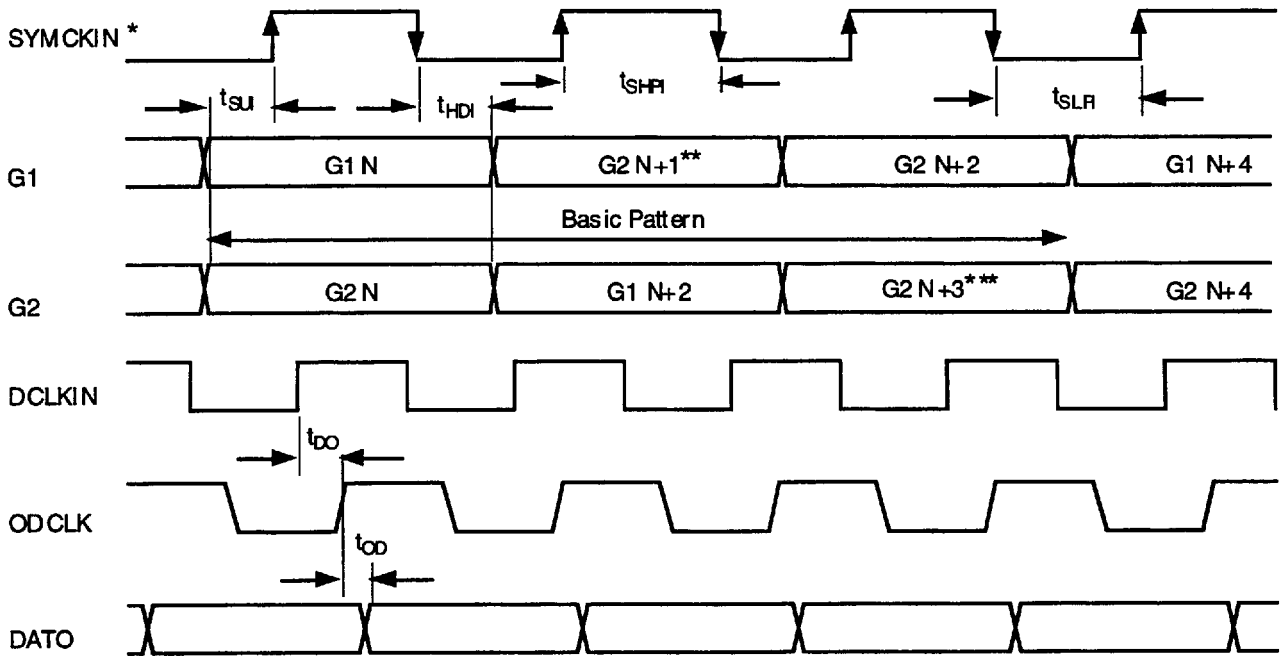 SYMCKIN *
tSUI
tHDI
tSHPI
tSLPI
G1
G1 N
G2 N+1**
G2 N+2
G1 N+4
Basic Pattern
G2
G2 N
G1 N+2
G2 N+3***
G2 N+4
DCLKIN
tDO
ODCLK
tOD
DATO